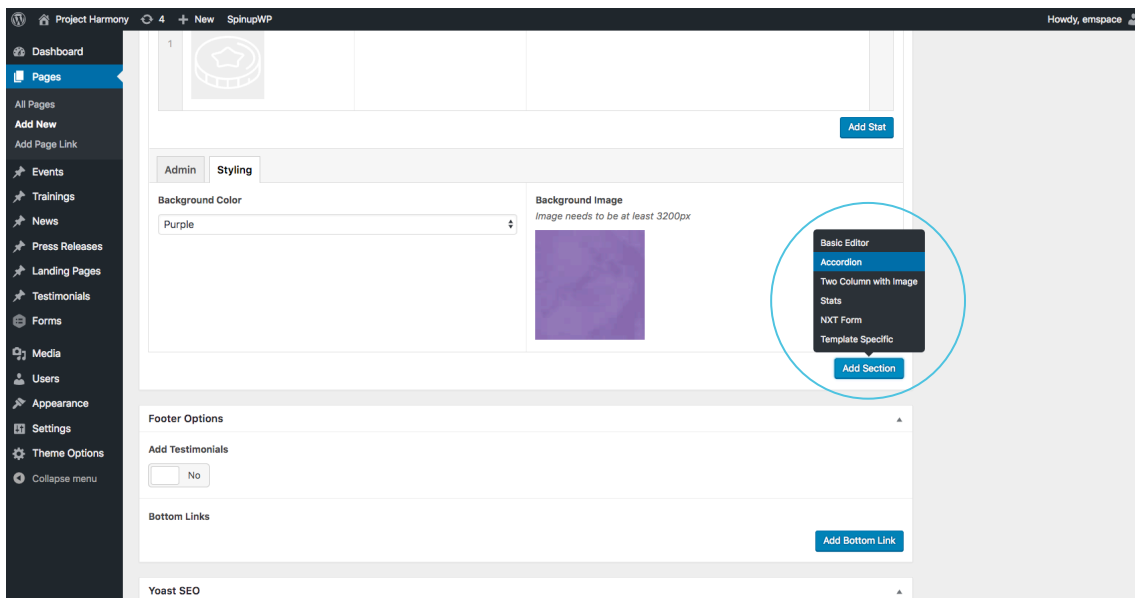 Project Harmony 4 New SpinupWP Howdy, emspace
Dashboard
Pages
All Pages
Add New
Add Page Link
Events
Trainings
News
Press Releases
Landing Pages
Testimonials
Forms
Media
Users
Appearance
Settings
Theme Options
Collapse menu
1
Add Stat
Admin Styling
Background Color
Purple
Background Image
Image needs to be at least 3200px
Basic Editor
Accordion
Two Column with Image
Stats
NXT Form
Template Specific
Add Section
Footer Options
Add Testimonials
No
Bottom Links
Add Bottom Link
Yoast SEO